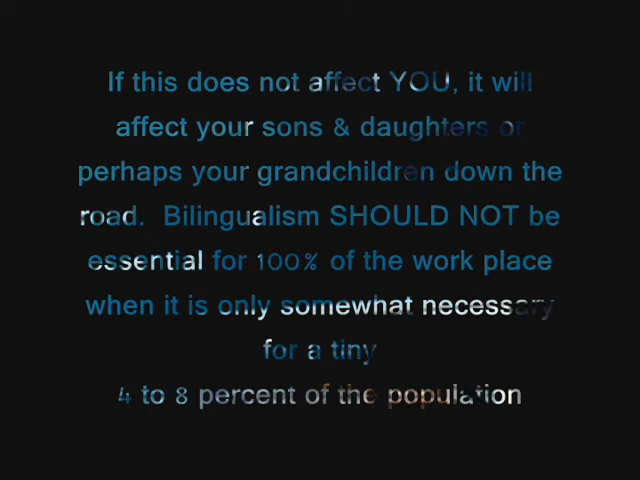 If this does not affect YOU, it will
affect your sons & daughters or
perhaps your grandchildren down the
road.  Bilingualism SHOULD NOT be
essential for 100% of the work place
when it is only somewhat necessary
for a tiny
4 to 8 percent of the population